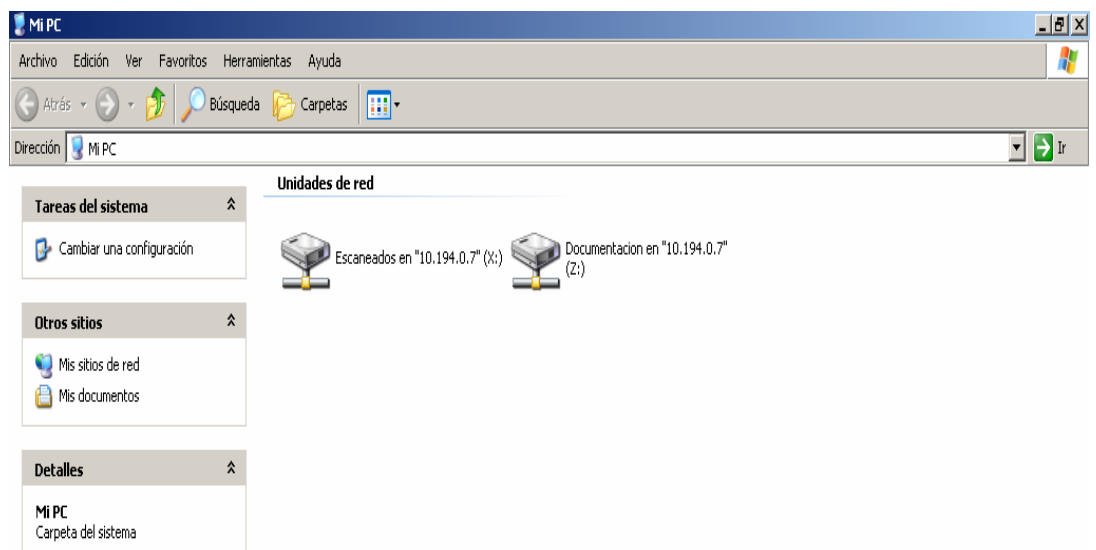 Mi PC
Archivo Edición Ver Favoritos Herramientas Ayuda
Atrás Búsqueda Carpetas
Dirección Mi PC Ir
Unidades de red
Tareas del sistema
Cambiar una configuración
Escaneados en "10.194.0.7" (X:)
Documentacion en "10.194.0.7"
(Z:)
Otros sitios
Mis sitios de red
Mis documentos
Detalles
Mi PC
Carpeta del sistema